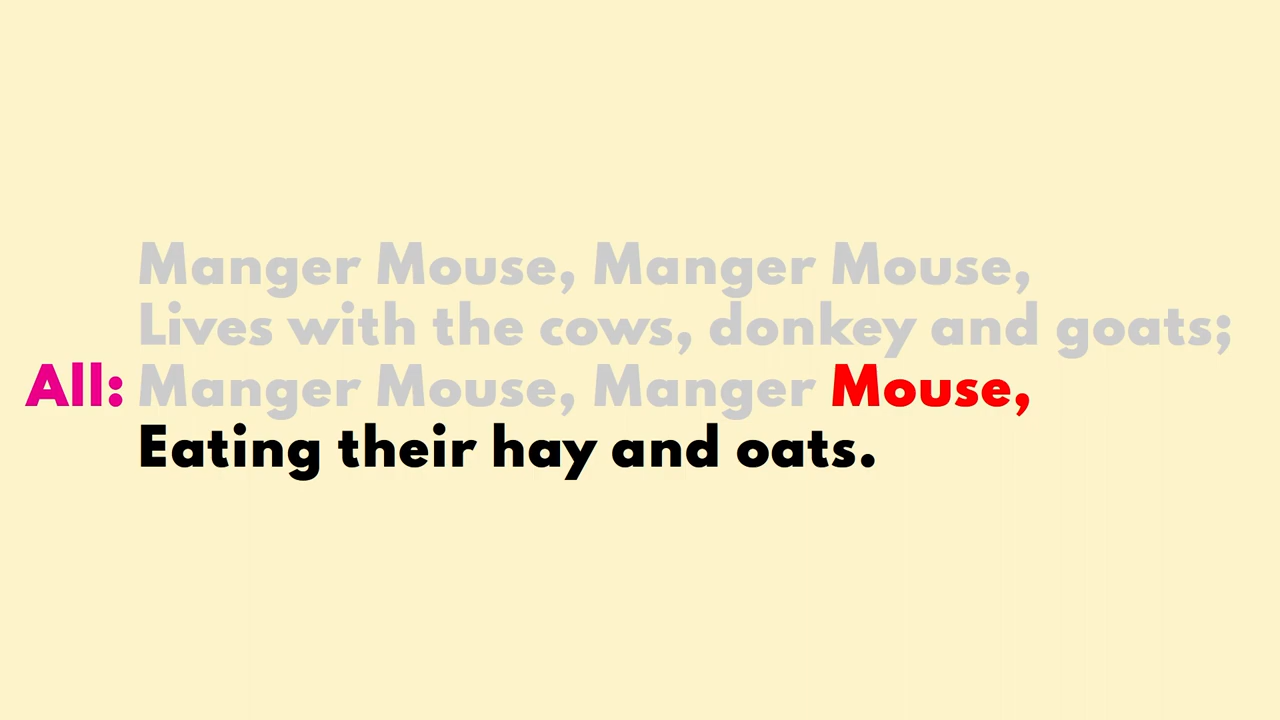 Manger Mouse, Manger Mouse,
Lives with the cows, donkey and goats;
All: Manger Mouse, Manger Mouse,
Eating their hay and oats.